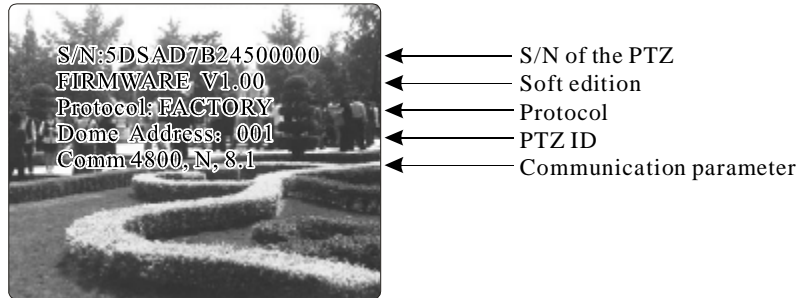 S/N:5DSAD7B24500000
FIRMWARE V1.00
Protocol: FACTORY
Dome Address: 001
Comm 4800, N, 8.1
S/N of the PTZ
Soft edition
Protocol
PTZ ID
Communication parameter